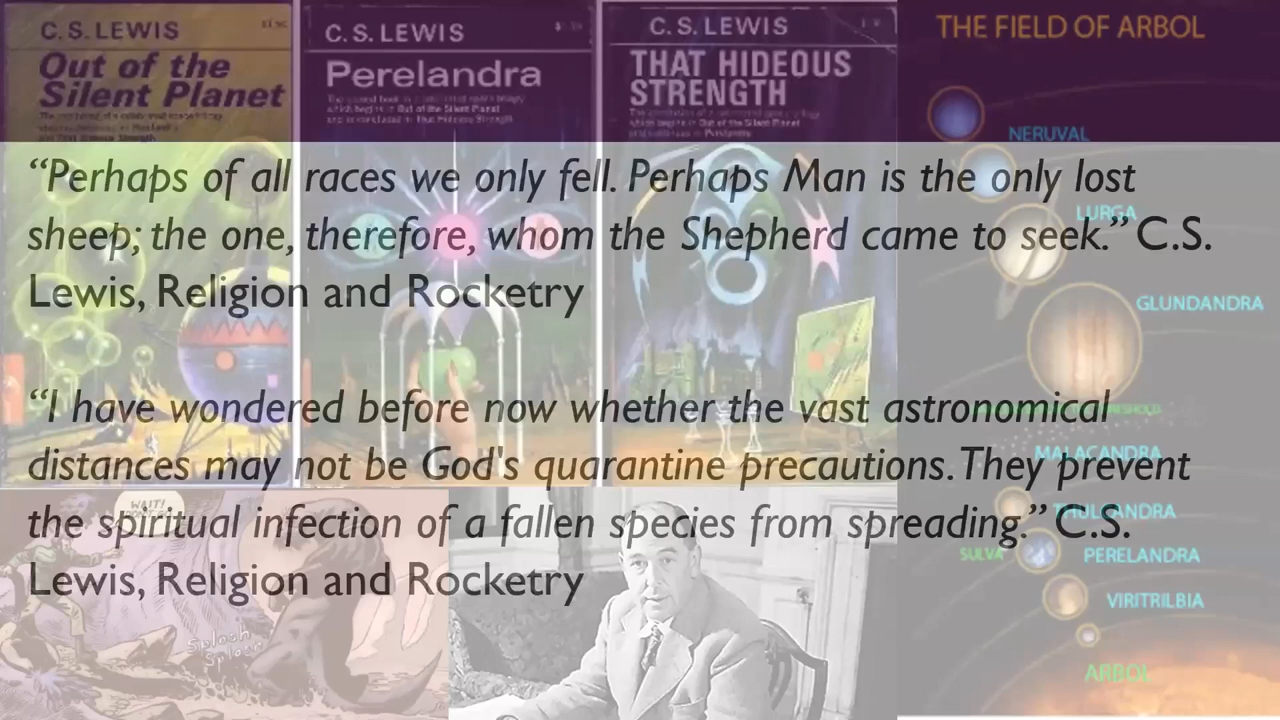 C.S. LEWIS
Out of the
Silent Planet
C.S. LEWIS
Perelandra
C.S. LEWIS
THAT HIDEOUS
STRENGTH
THE FIELD OF ARBOL
NERUVAL
LURGA
GLUNDANDRA
MALACANDRA
THULCANDRA
SULVA
PERELANDRA
VIRITRILBIA
ARBOL
“Perhaps of all races we only fell. Perhaps Man is the only lost
sheep; the one, therefore, whom the Shepherd came to seek.” C.S.
Lewis, Religion and Rocketry
“I have wondered before now whether the vast astronomical
distances may not be God's quarantine precautions. They prevent
the spiritual infection of a fallen species from spreading.” C.S.
Lewis, Religion and Rocketry
WAIT!
Splash